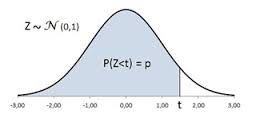 Z ~ 𝒩 (0,1)
P(Z<t) = p
-3,00 -2,00 -1,00 0,00 1,00 t 2,00 3,00